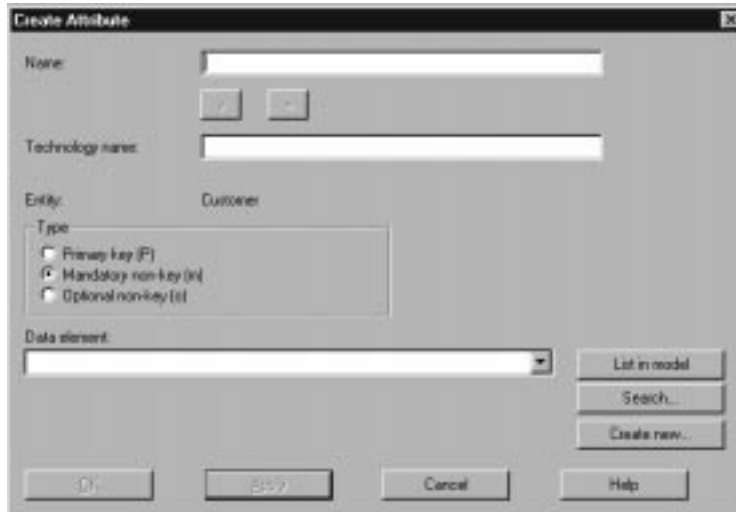 Create Attribute
Name:
Technology name:
Entity: Customer
Type
Primary key (P)
Mandatory non-key (m)
Optional non-key (o)
Data element:
List in model
Search...
Create new...
Apply Cancel Help